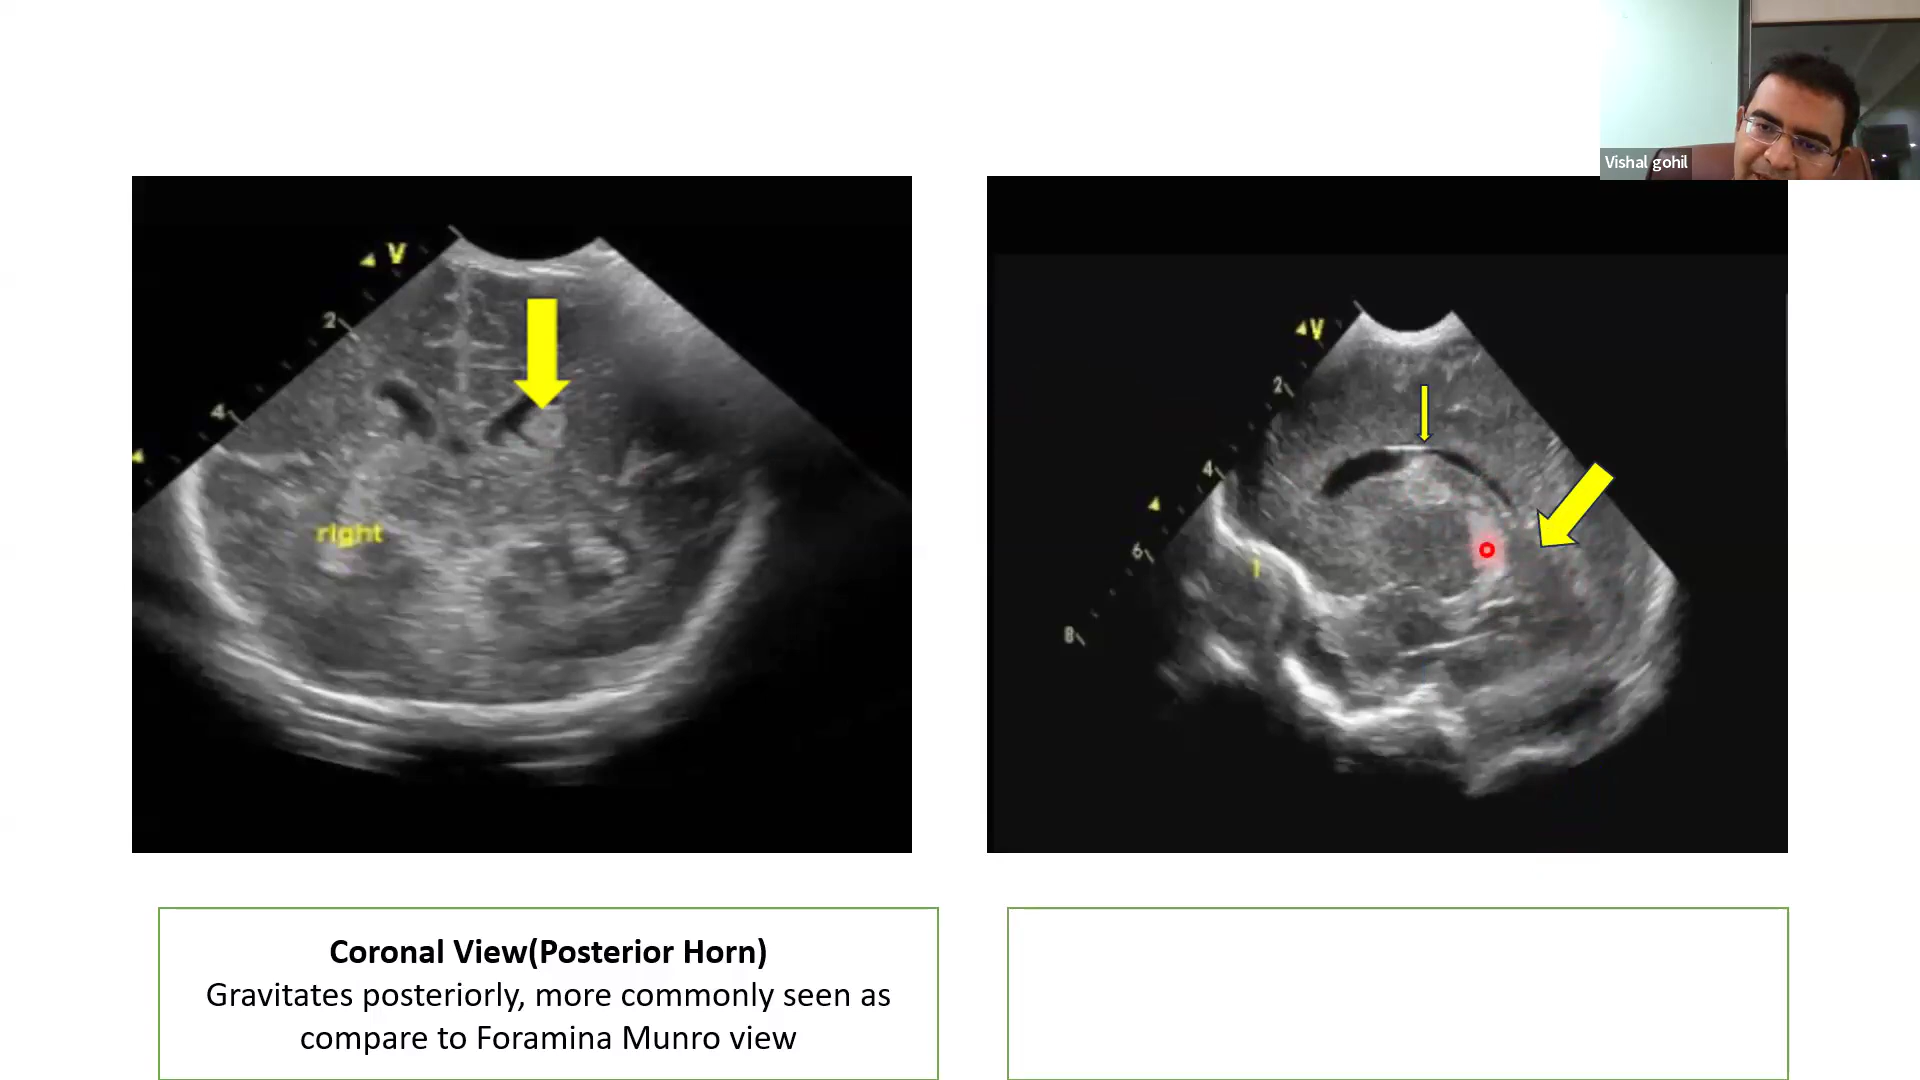 Vishal gohil
V
2
4
right
V
2
4
6
8
Coronal View(Posterior Horn)
Gravitates posteriorly, more commonly seen as
compare to Foramina Munro view